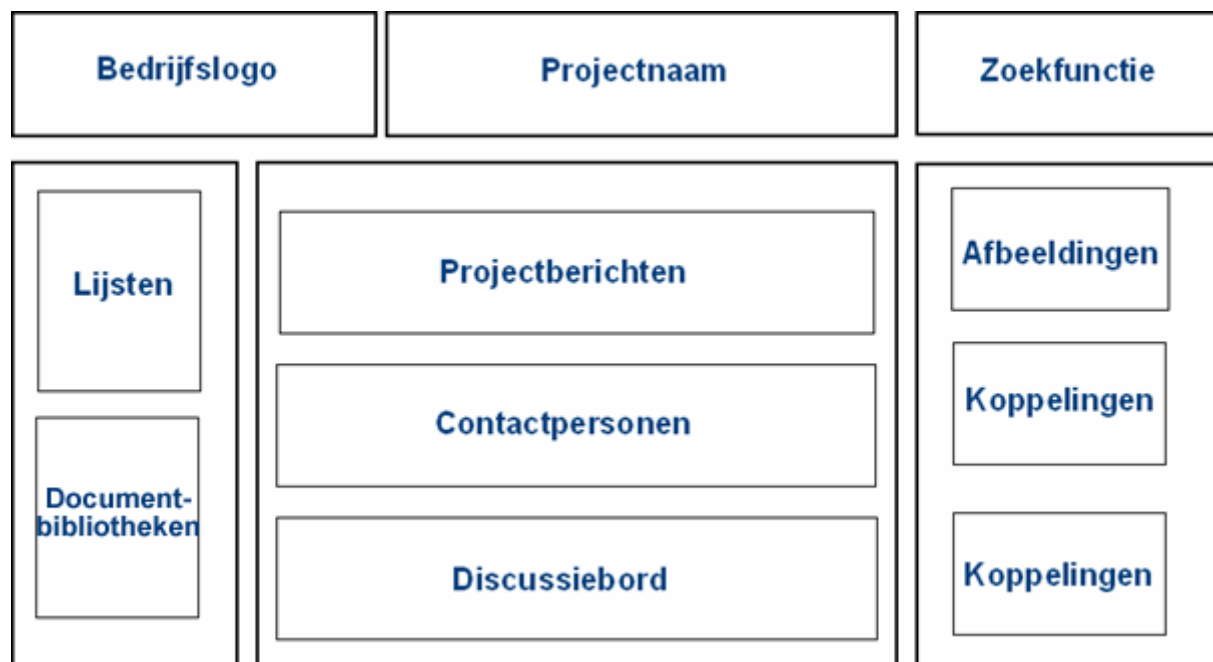 Bedrijfslogo
Projectnaam
Zoekfunctie
Lijsten
Document-
bibliotheken
Projectberichten
Contactpersonen
Discussiebord
Afbeeldingen
Koppelingen
Koppelingen